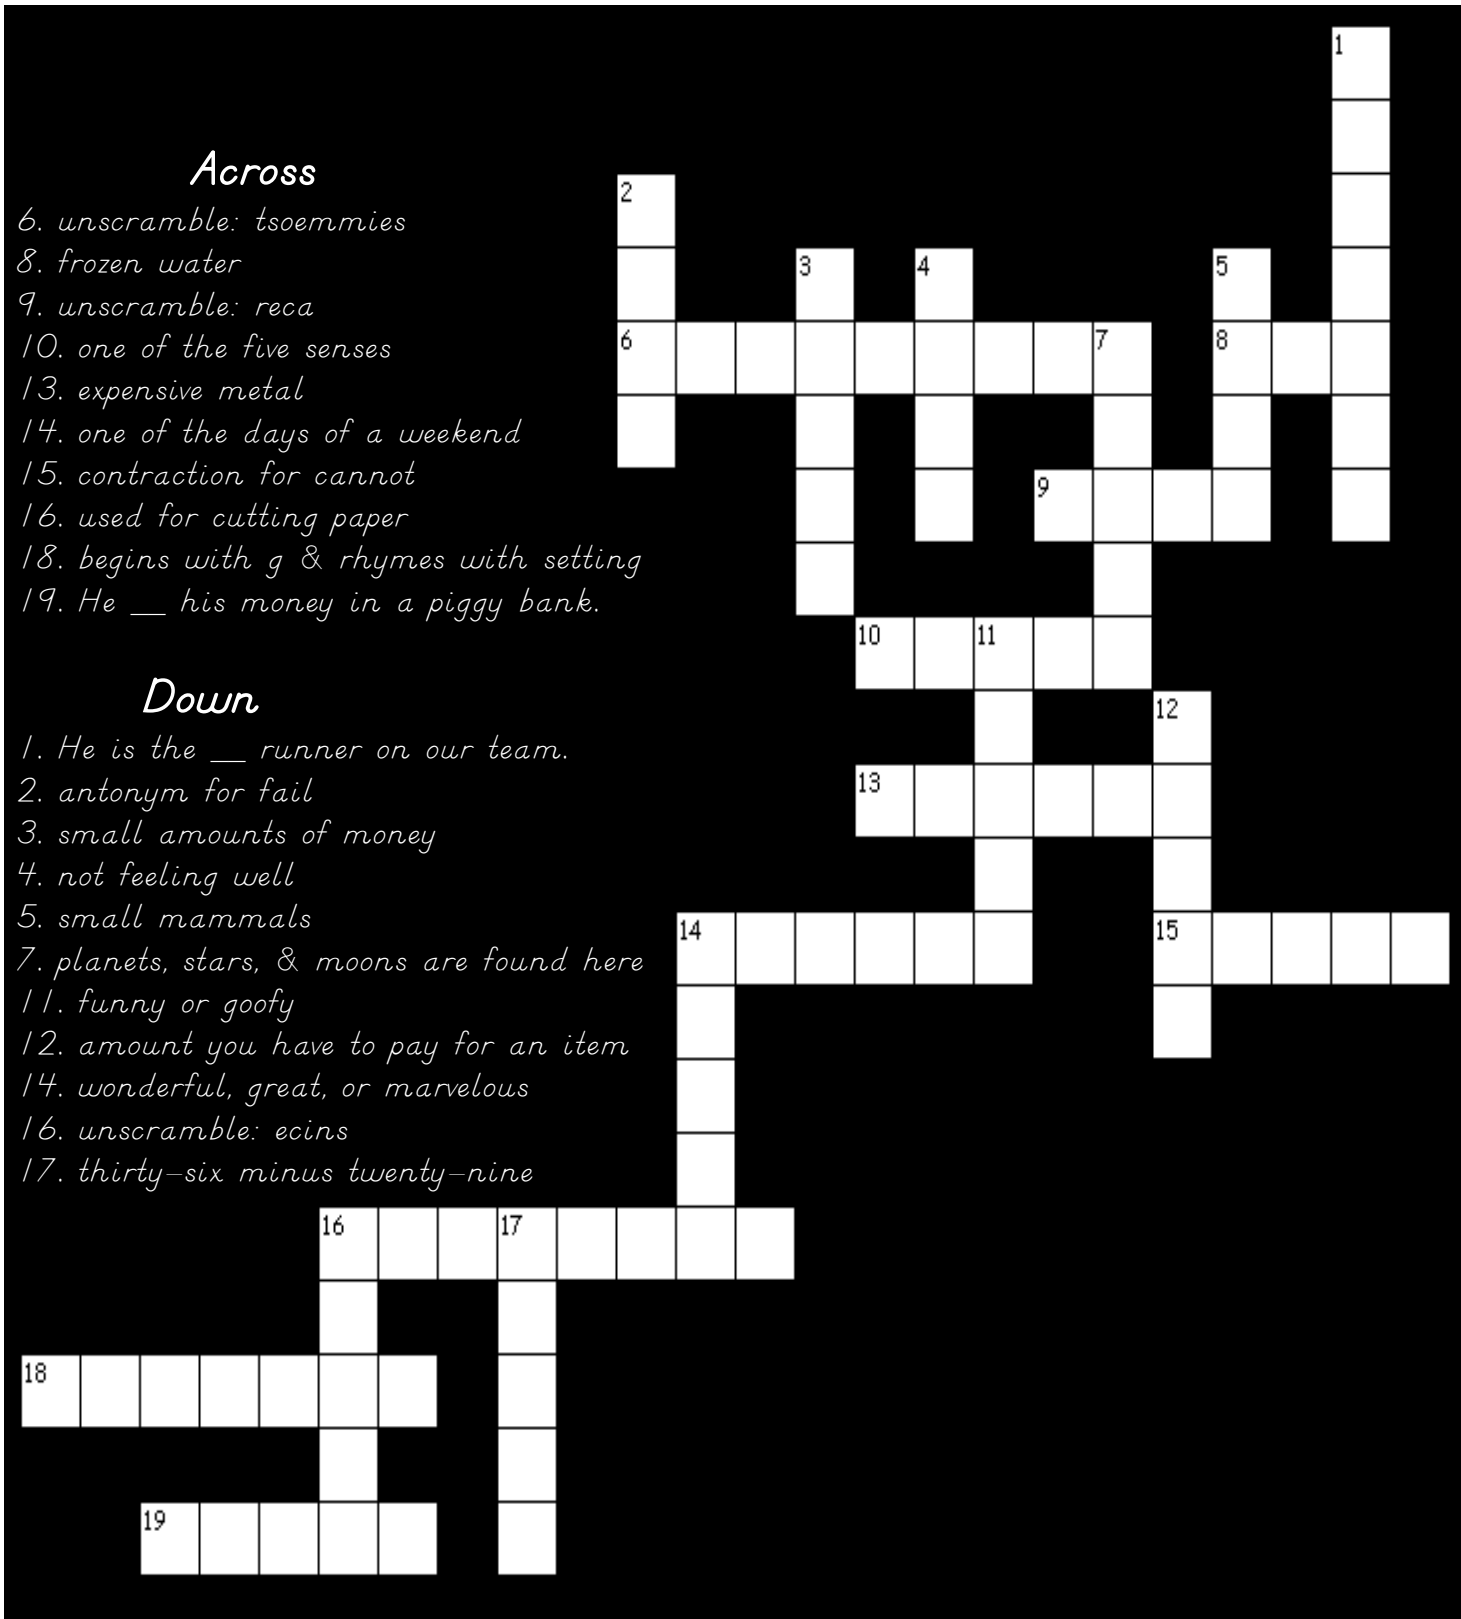 Across
6. unscramble: tsoemmies
8. frozen water
9. unscramble: reca
10. one of the five senses
13. expensive metal
14. one of the days of a weekend
15. contraction for cannot
16. used for cutting paper
18. begins with g & rhymes with setting
19. He __ his money in a piggy bank.
Down
1. He is the __ runner on our team.
2. antonym for fail
3. small amounts of money
4. not feeling well
5. small mammals
7. planets, stars, & moons are found here
11. funny or goofy
12. amount you have to pay for an item
14. wonderful, great, or marvelous
16. unscramble: ecins
17. thirty-six minus twenty-nine
1
2
3 4 5
6 7 8
9
10 11
12
13
14 15
16 17
18
19